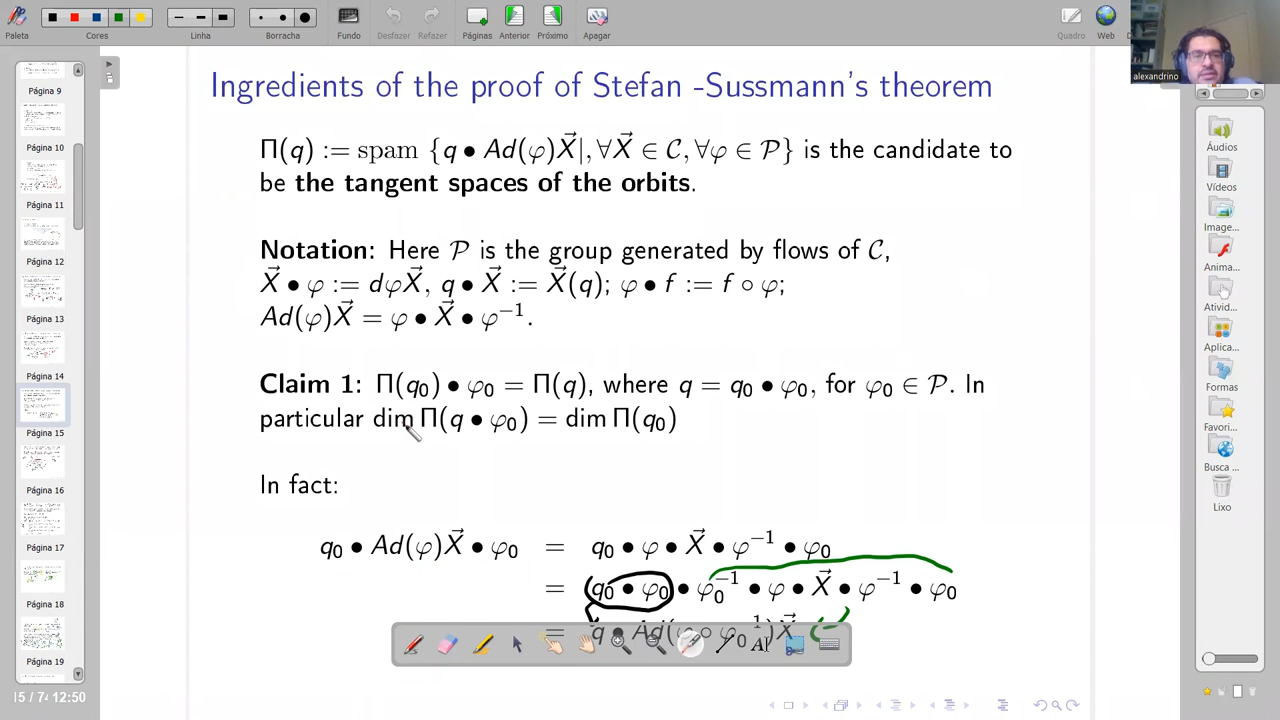 Paleta
Cores
Linha
Borracha
Fundo
Desfazer
Refazer
Páginas
Anterior
Próximo
Apagar
Quadro
Web
alexandrino
Página 9
Página 10
Página 11
Página 12
Página 13
Página 14
Página 15
Página 16
Página 17
Página 18
Página 19
15 / 74 12:50
Ingredients of the proof of Stefan -Sussmann's theorem
Π(q) := spam {q • Ad(φ)X⃗|, ∀X⃗ ∈ C, ∀φ ∈ P} is the candidate to
be the tangent spaces of the orbits.
Notation: Here P is the group generated by flows of C,
X⃗ • φ := dφX⃗, q • X⃗ := X⃗(q); φ • f := f ∘ φ;
Ad(φ)X⃗ = φ • X⃗ • φ⁻¹.
Claim 1: Π(q₀) • φ₀ = Π(q), where q = q₀ • φ₀, for φ₀ ∈ P. In
particular dim Π(q • φ₀) = dim Π(q₀)
In fact:
q₀ • Ad(φ)X⃗ • φ₀ = q₀ • φ • X⃗ • φ⁻¹ • φ₀
= (q₀ • φ₀) • φ₀⁻¹ • φ • X⃗ • φ⁻¹ • φ₀
Áudios
Vídeos
Image...
Anima...
Ativid...
Aplica...
Formas
Favori...
Busca ...
Lixo